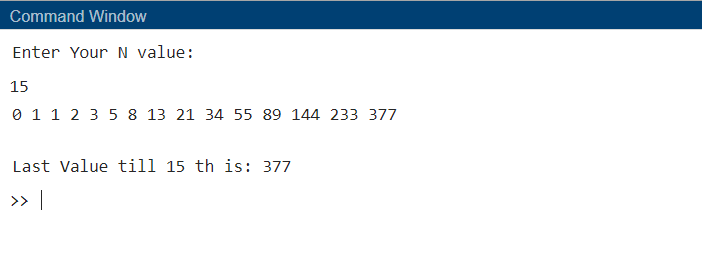 Command Window
Enter Your N value:
15
0 1 1 2 3 5 8 13 21 34 55 89 144 233 377
Last Value till 15 th is: 377
>>